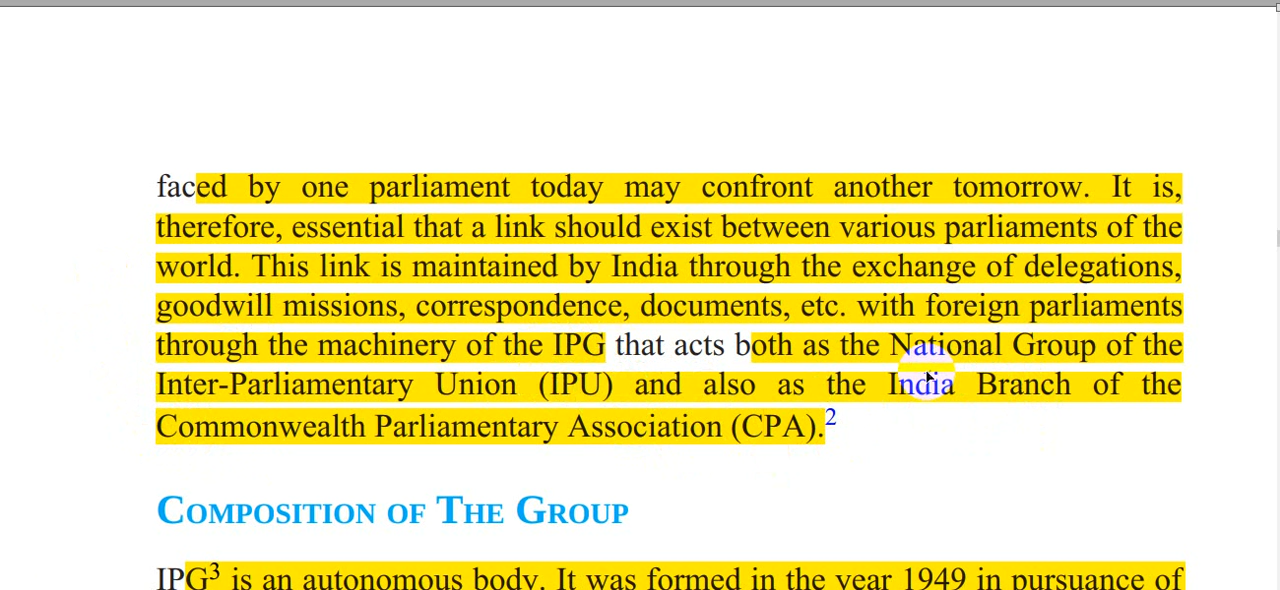 faced by one parliament today may confront another tomorrow. It is,
therefore, essential that a link should exist between various parliaments of the
world. This link is maintained by India through the exchange of delegations,
goodwill missions, correspondence, documents, etc. with foreign parliaments
through the machinery of the IPG that acts both as the National Group of the
Inter-Parliamentary Union (IPU) and also as the India Branch of the
Commonwealth Parliamentary Association (CPA).2
COMPOSITION OF THE GROUP
IPG3 is an autonomous body. It was formed in the year 1949 in pursuance of